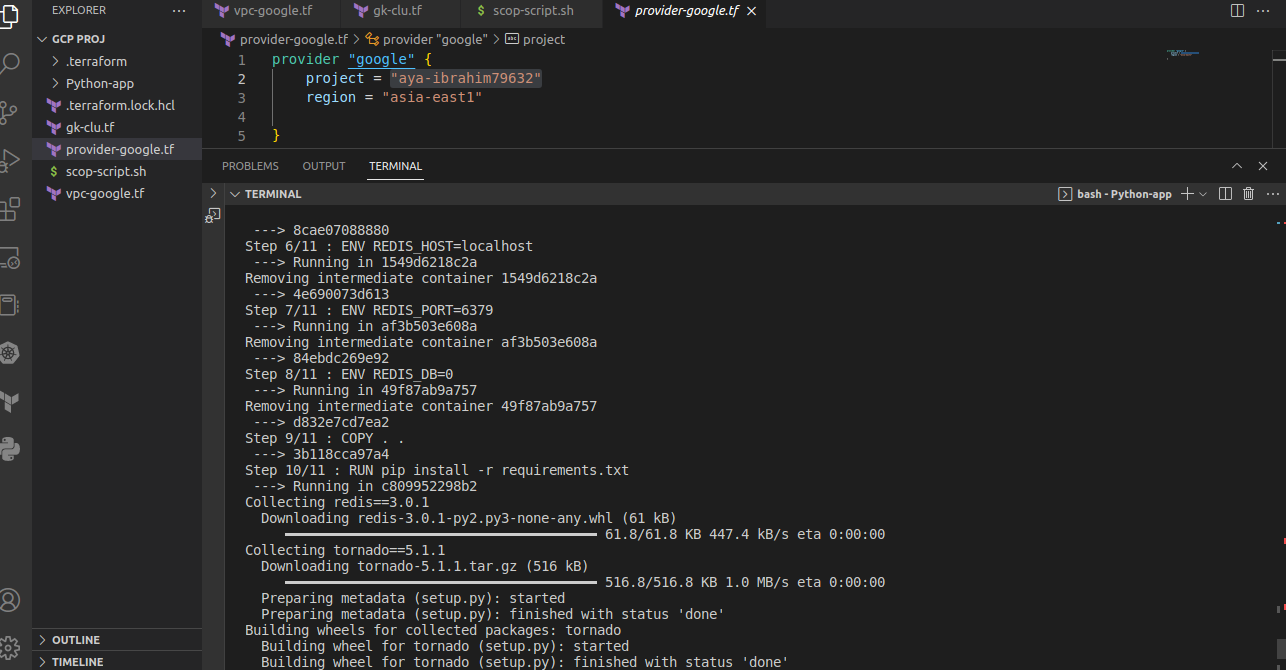 EXPLORER ···
vpc-google.tf gk-clu.tf $ scop-script.sh provider-google.tf ×
GCP PROJ
provider-google.tf > provider "google" > abc project
> .terraform
> Python-app
.terraform.lock.hcl
gk-clu.tf
provider-google.tf
$ scop-script.sh
vpc-google.tf
1 provider "google" {
2 project = "aya-ibrahim79632"
3 region = "asia-east1"
4
5 }
PROBLEMS OUTPUT TERMINAL
TERMINAL bash - Python-app
---> 8cae07088880
Step 6/11 : ENV REDIS_HOST=localhost
---> Running in 1549d6218c2a
Removing intermediate container 1549d6218c2a
---> 4e690073d613
Step 7/11 : ENV REDIS_PORT=6379
---> Running in af3b503e608a
Removing intermediate container af3b503e608a
---> 84ebdc269e92
Step 8/11 : ENV REDIS_DB=0
---> Running in 49f87ab9a757
Removing intermediate container 49f87ab9a757
---> d832e7cd7ea2
Step 9/11 : COPY . .
---> 3b118cca97a4
Step 10/11 : RUN pip install -r requirements.txt
---> Running in c809952298b2
Collecting redis==3.0.1
Downloading redis-3.0.1-py2.py3-none-any.whl (61 kB)
61.8/61.8 KB 447.4 kB/s eta 0:00:00
Collecting tornado==5.1.1
Downloading tornado-5.1.1.tar.gz (516 kB)
516.8/516.8 KB 1.0 MB/s eta 0:00:00
Preparing metadata (setup.py): started
Preparing metadata (setup.py): finished with status 'done'
Building wheels for collected packages: tornado
Building wheel for tornado (setup.py): started
Building wheel for tornado (setup.py): finished with status 'done'
> OUTLINE
> TIMELINE